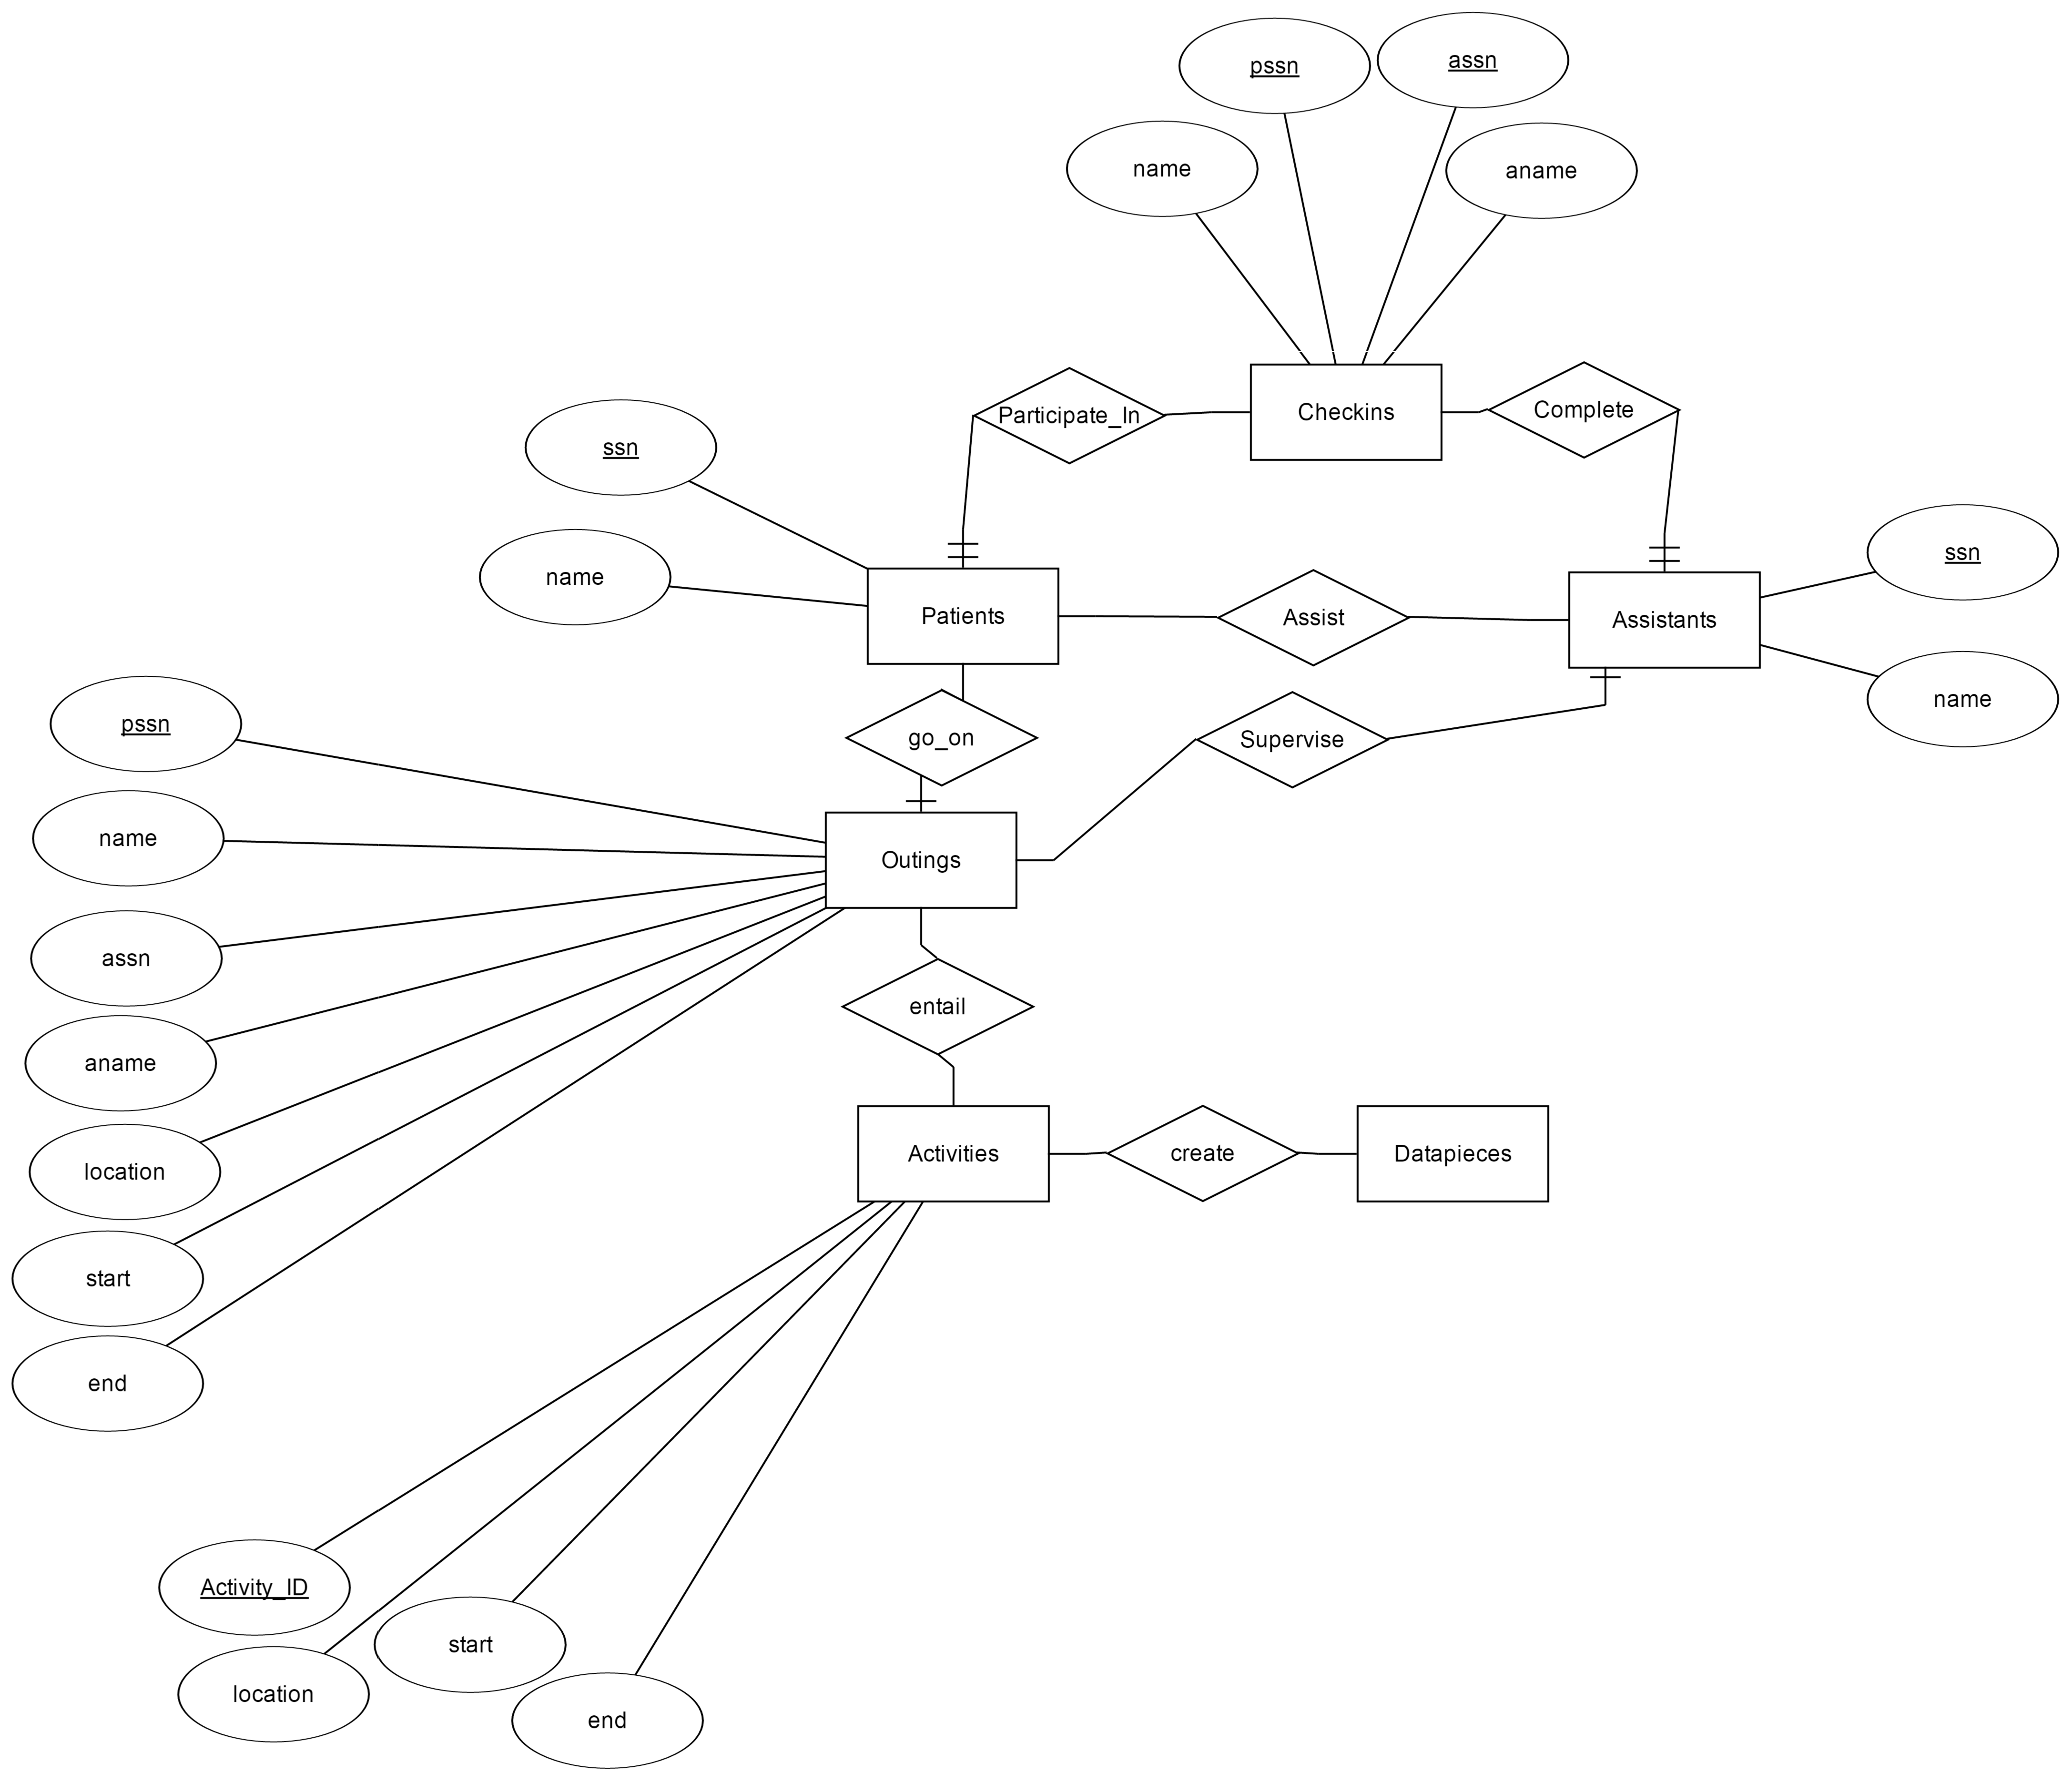 pssn
assn
name
aname
Participate_In
Checkins
Complete
ssn
name
Patients
Assist
Assistants
ssn
name
pssn
go_on
Supervise
name
Outings
assn
entail
aname
location
Activities
create
Datapieces
start
end
Activity_ID
start
location
end